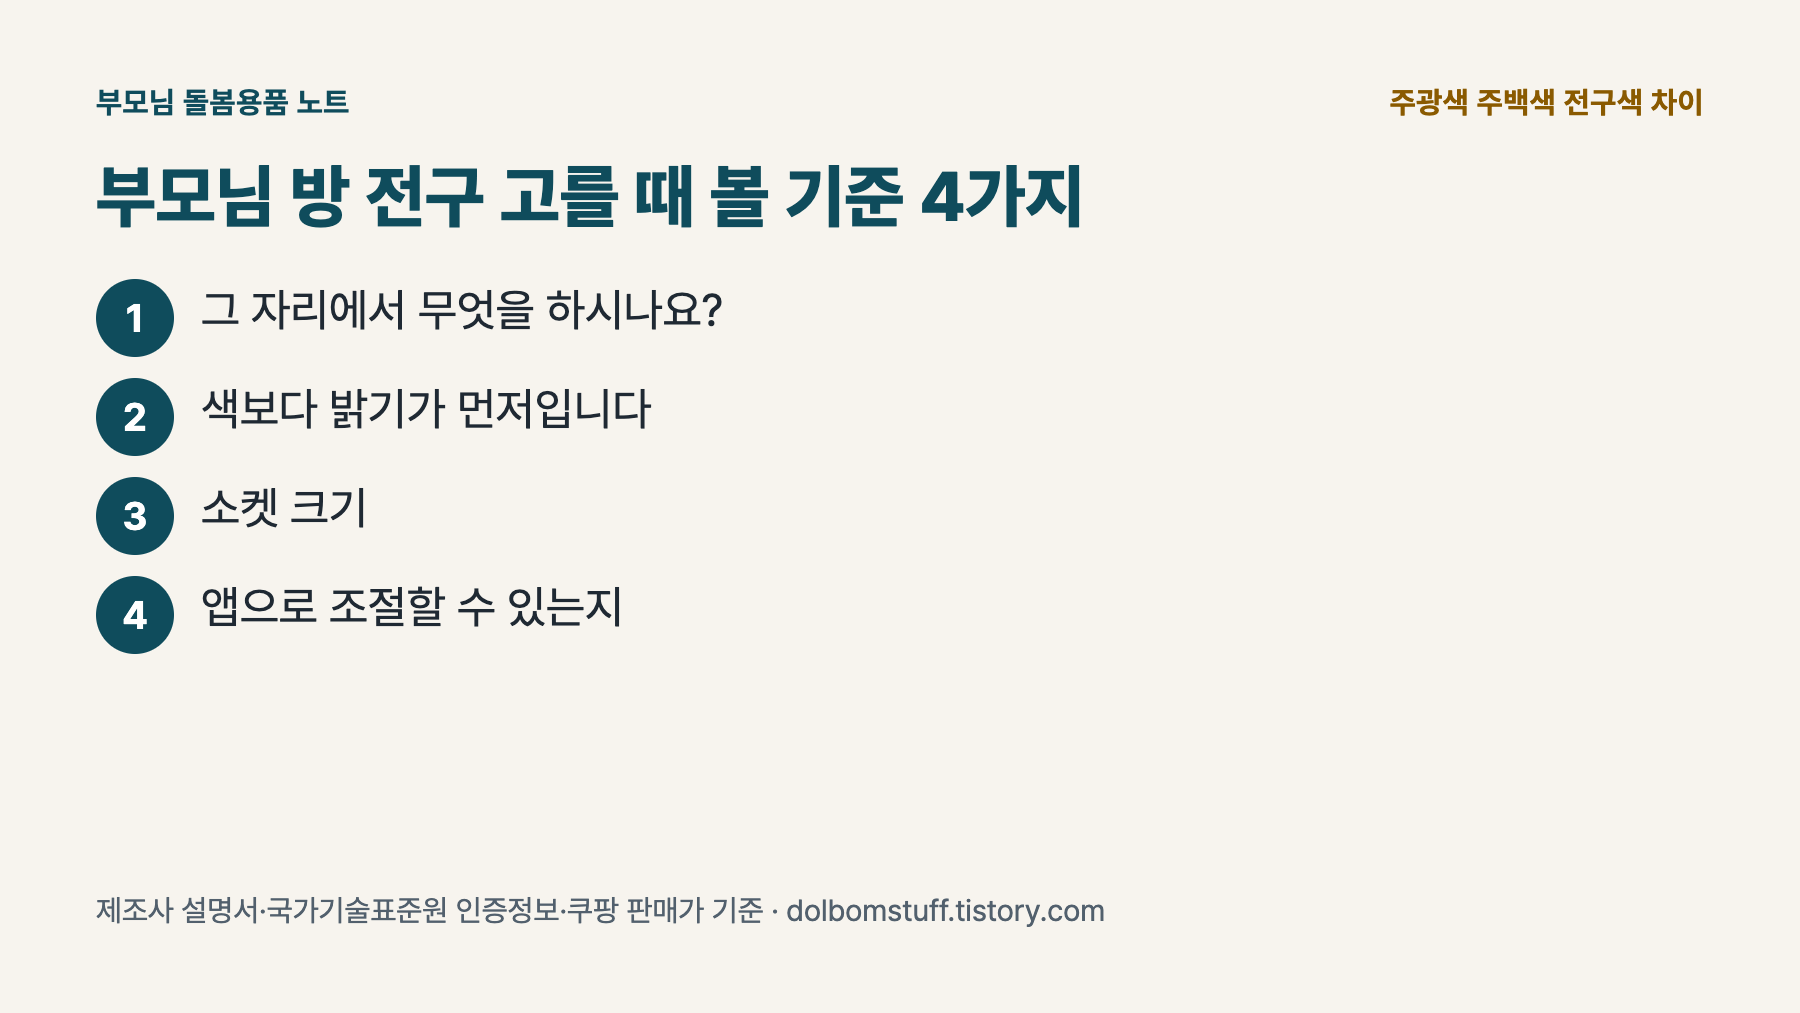 부모님 돌봄용품 노트
주광색 주백색 전구색 차이
부모님 방 전구 고를 때 볼 기준 4가지
1 그 자리에서 무엇을 하시나요?
2 색보다 밝기가 먼저입니다
3 소켓 크기
4 앱으로 조절할 수 있는지
제조사 설명서·국가기술표준원 인증정보·쿠팡 판매가 기준 · dolbomstuff.tistory.com